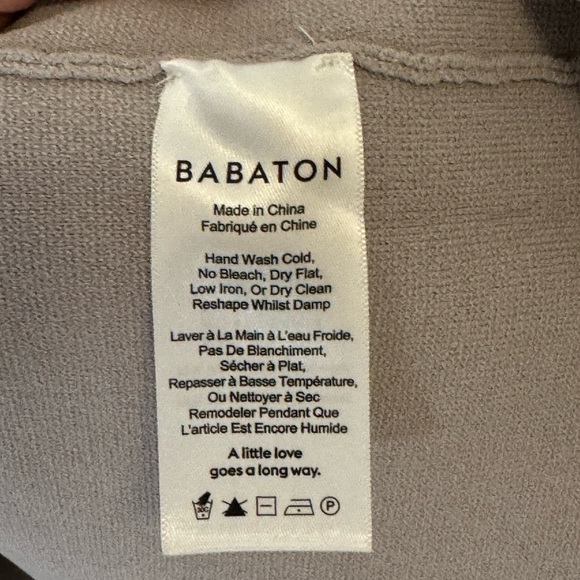 BABATON
Made in China
Fabriqué en Chine
Hand Wash Cold,
No Bleach, Dry Flat,
Low Iron, Or Dry Clean
Reshape Whilst Damp
Laver à La Main à L'eau Froide,
Pas De Blanchiment,
Sécher à Plat,
Repasser à Basse Température,
Ou Nettoyer à Sec
Remodeler Pendant Que
L'article Est Encore Humide
A little love
goes a long way.
30C P